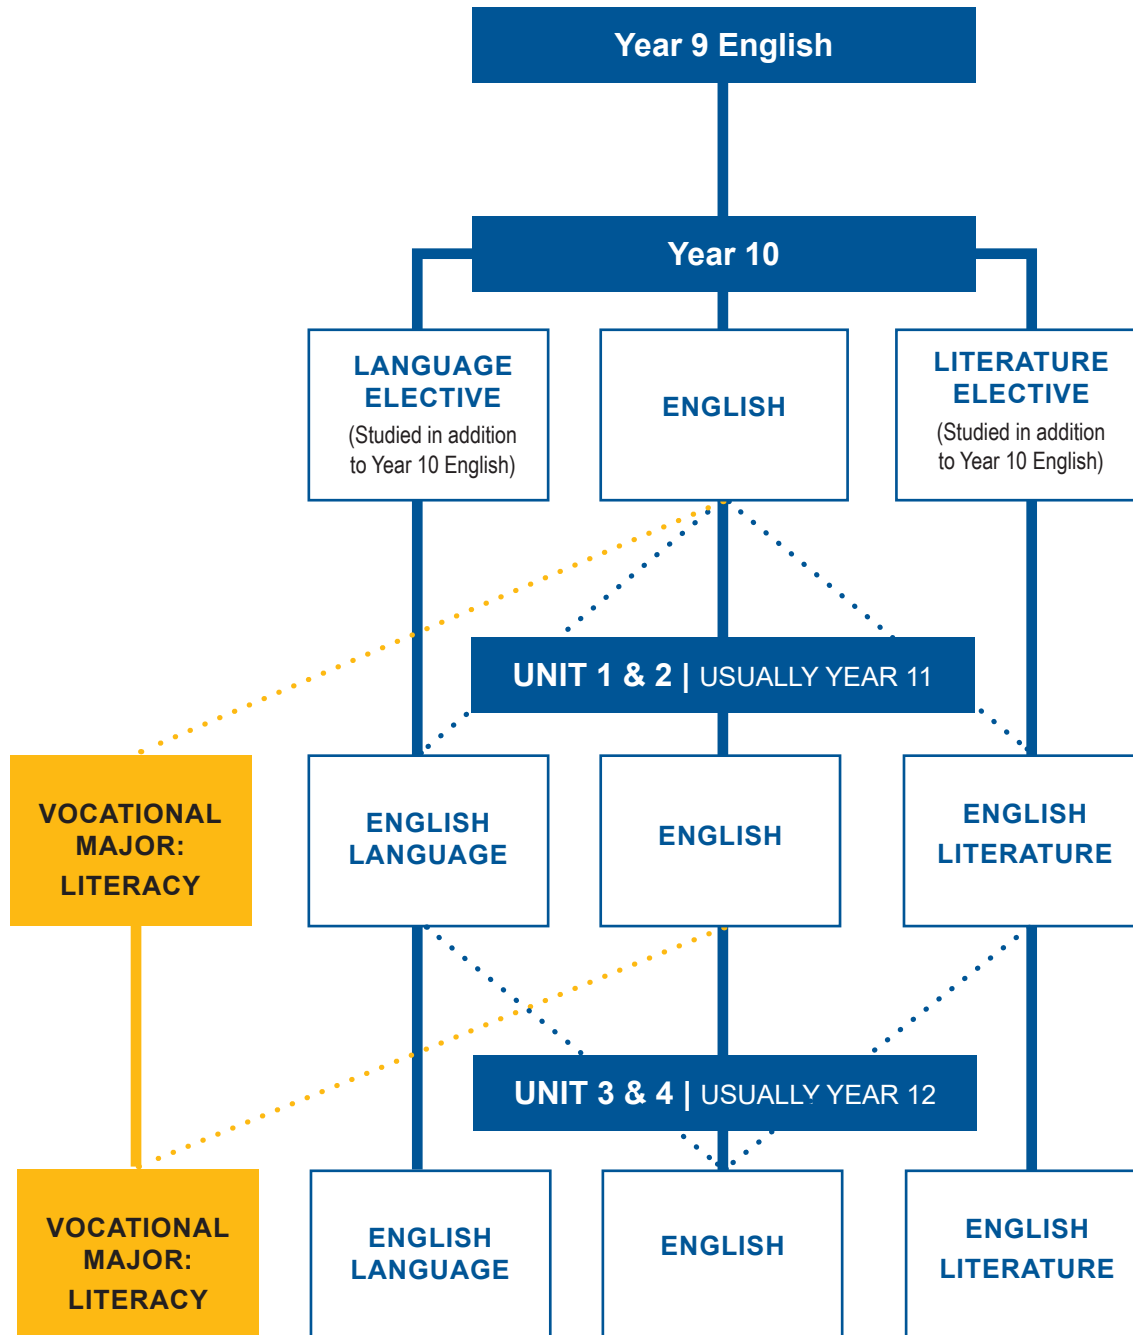 Year 9 English
Year 10
LANGUAGE
ELECTIVE
(Studied in addition
to Year 10 English)
ENGLISH
LITERATURE
ELECTIVE
(Studied in addition
to Year 10 English)
UNIT 1 & 2 | USUALLY YEAR 11
VOCATIONAL
MAJOR:
LITERACY
ENGLISH
LANGUAGE
ENGLISH
ENGLISH
LITERATURE
UNIT 3 & 4 | USUALLY YEAR 12
VOCATIONAL
MAJOR:
LITERACY
ENGLISH
LANGUAGE
ENGLISH
ENGLISH
LITERATURE